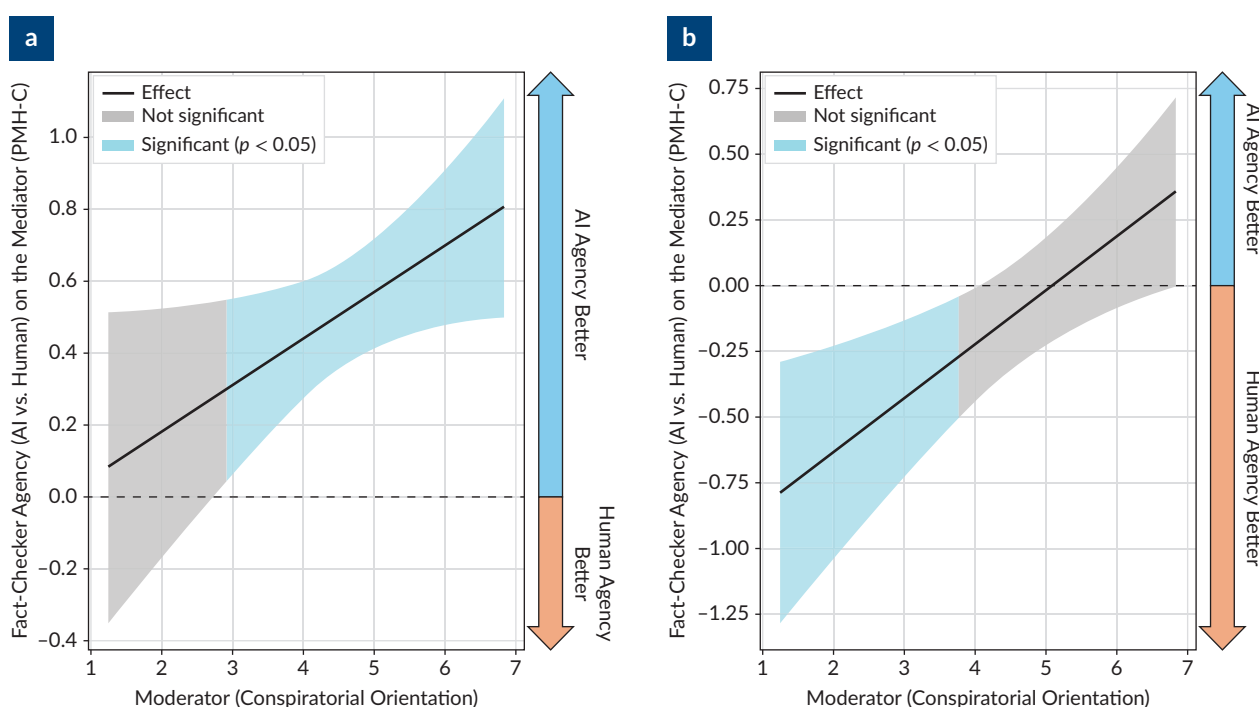 a
Fact-Checker Agency (AI vs. Human) on the Mediator (PMH-C)
Effect
Not significant
Significant (p < 0.05)
1.0
0.8
0.6
0.4
0.2
0.0
–0.2
–0.4
1 2 3 4 5 6 7
Moderator (Conspiratorial Orientation)
AI Agency Better
Human Agency
Better
b
Fact-Checker Agency (AI vs. Human) on the Mediator (PMH-C)
Effect
Not significant
Significant (p < 0.05)
0.75
0.50
0.25
0.00
–0.25
–0.50
–0.75
–1.00
–1.25
1 2 3 4 5 6 7
Moderator (Conspiratorial Orientation)
AI Agency Better
Human Agency Better